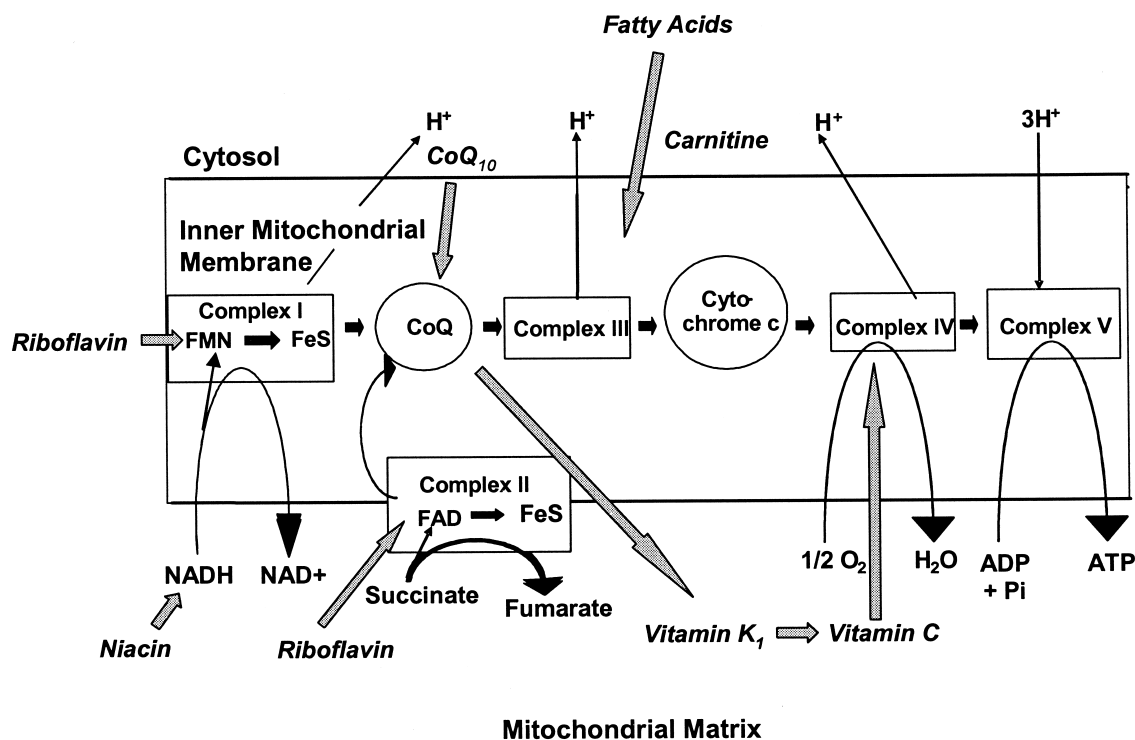 Fatty Acids
H+
H+
H+
3H+
Cytosol
CoQ10
Carnitine
Inner Mitochondrial
Membrane
Complex I
FMN
FeS
Riboflavin
CoQ
Complex III
Cyto-
chrome c
Complex IV
Complex V
Complex II
FAD
FeS
NADH
NAD+
Succinate
Fumarate
1/2 O2
H2O
ADP
+ Pi
ATP
Niacin
Riboflavin
Vitamin K1
Vitamin C
Mitochondrial Matrix